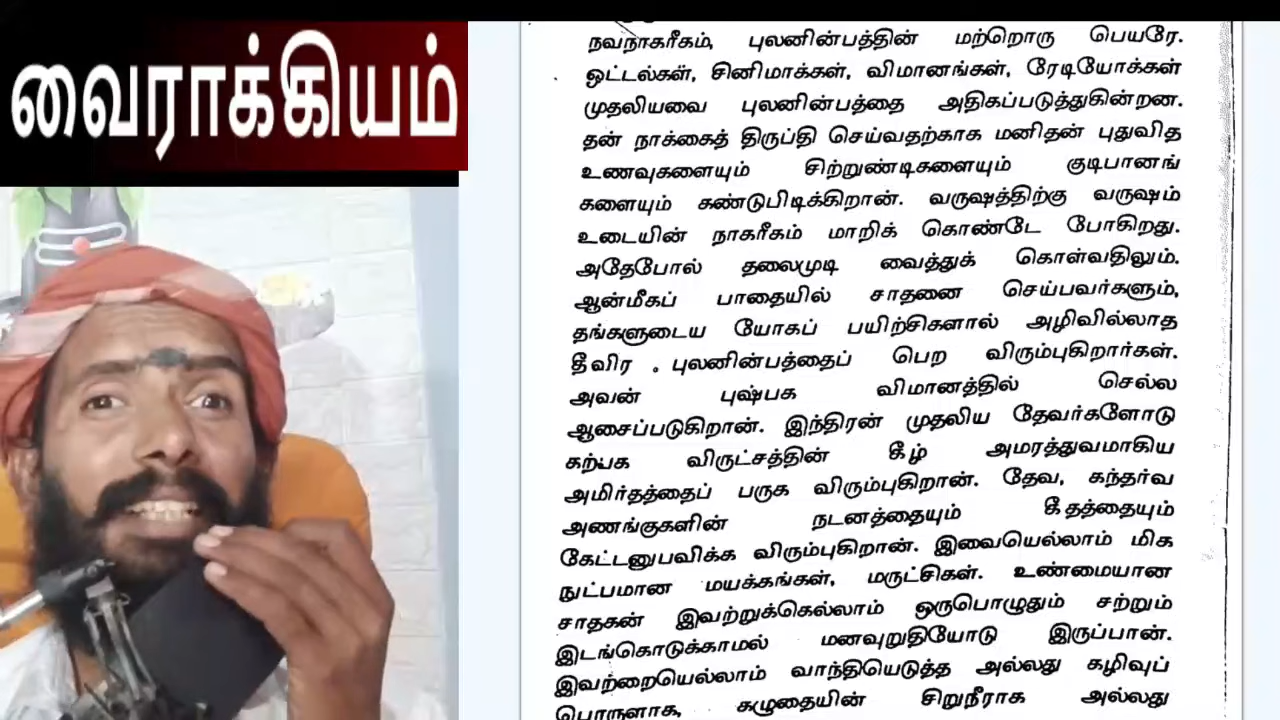 வைராக்கியம்
நவநாகரீகம், புலனின்பத்தின் மற்றொரு பெயரே.
ஒட்டல்கள், சினிமாக்கள், விமானங்கள், ரேடியோக்கள்
முதலியவை புலனின்பத்தை அதிகப்படுத்துகின்றன.
தன் நாக்கைத் திருப்தி செய்வதற்காக மனிதன் புதுவித
உணவுகளையும் சிற்றுண்டிகளையும் குடிபானங்
களையும் கண்டுபிடிக்கிறான். வருஷத்திற்கு வருஷம்
உடையின் நாகரீகம் மாறிக் கொண்டே போகிறது.
அதேபோல் தலைமுடி வைத்துக் கொள்வதிலும்.
ஆன்மீகப் பாதையில் சாதனை செய்பவர்களும்,
தங்களுடைய யோகப் பயிற்சிகளால் அழிவில்லாத
தீவிர புலனின்பத்தைப் பெற விரும்புகிறார்கள்.
அவன் புஷ்பக விமானத்தில் செல்ல
ஆசைப்படுகிறான். இந்திரன் முதலிய தேவர்களோடு
கற்பக விருட்சத்தின் கீழ் அமரத்துவமாகிய
அமிர்தத்தைப் பருக விரும்புகிறான். தேவ, கந்தர்வ
அணங்குகளின் நடனத்தையும் கீதத்தையும்
கேட்டனுபவிக்க விரும்புகிறான். இவையெல்லாம் மிக
நுட்பமான மயக்கங்கள், மருட்சிகள். உண்மையான
சாதகன் இவற்றுக்கெல்லாம் ஒருபொழுதும் சற்றும்
இடங்கொடுக்காமல் மனவுறுதியோடு இருப்பான்.
இவற்றையெல்லாம் வாந்தியெடுத்த அல்லது கழிவுப்
பொருளாக, கழுதையின் சிறுநீராக அல்லது